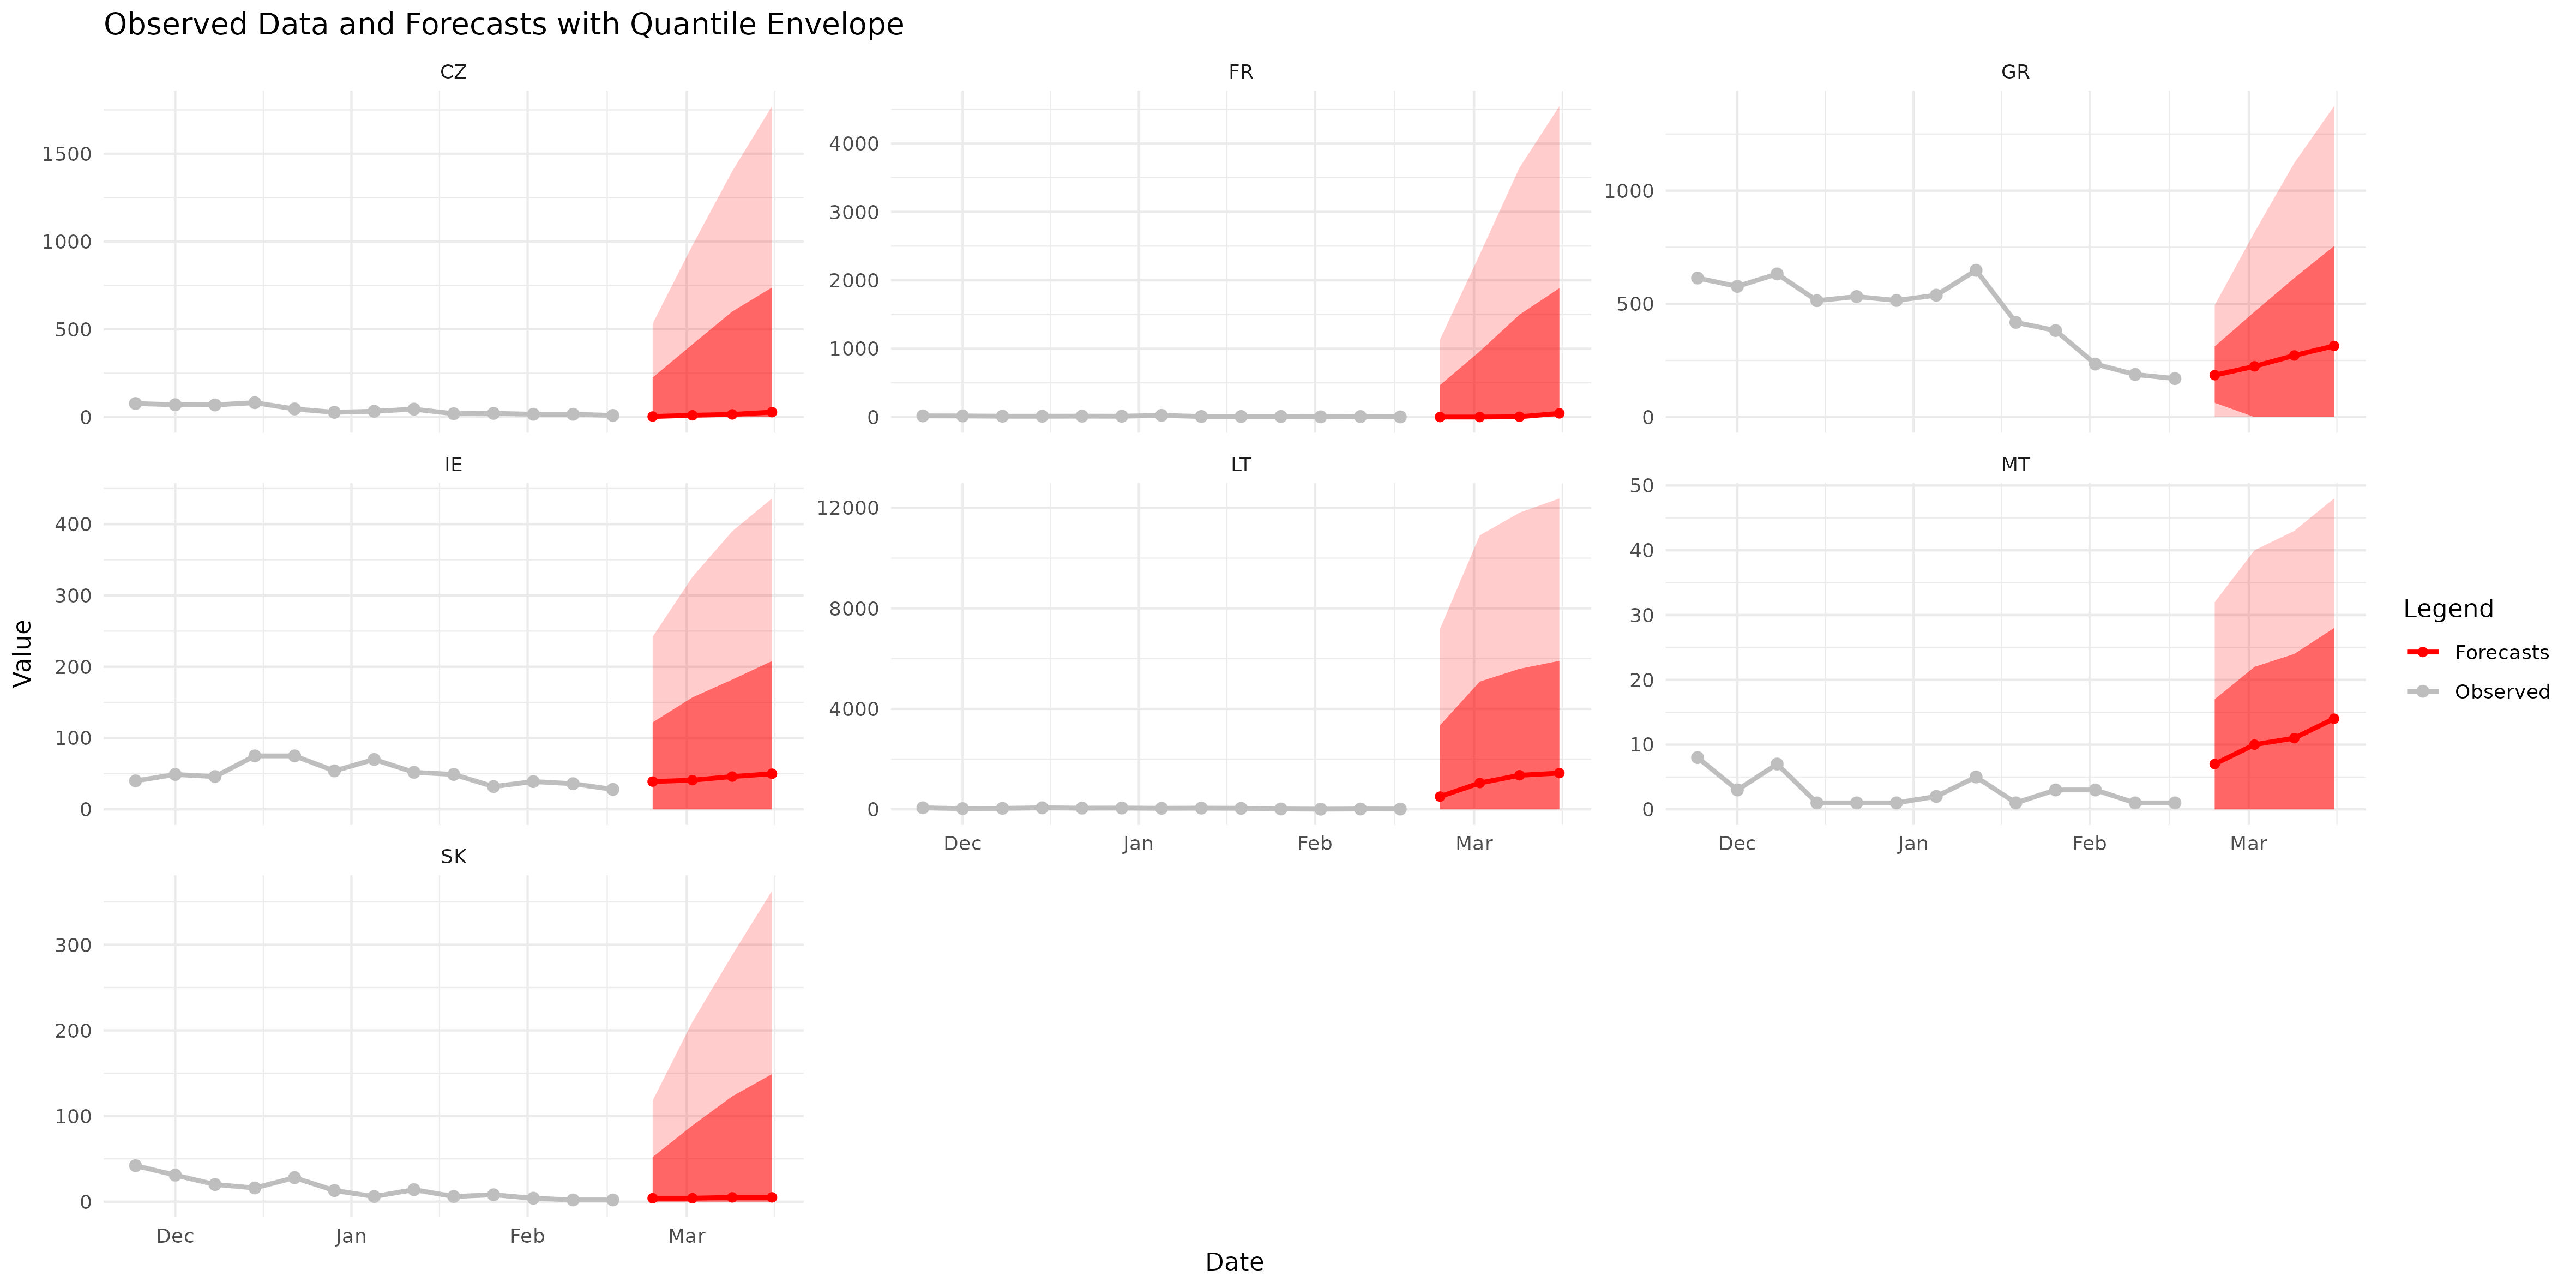 Observed Data and Forecasts with Quantile Envelope
CZ
FR
GR
1500
1000
500
0
4000
3000
2000
1000
0
1000
500
0
IE
LT
MT
400
300
200
100
0
12000
8000
4000
0
50
40
30
20
10
0
Dec Jan Feb Mar
Dec Jan Feb Mar
SK
300
200
100
0
Dec Jan Feb Mar
Value
Date
Legend
Forecasts
Observed